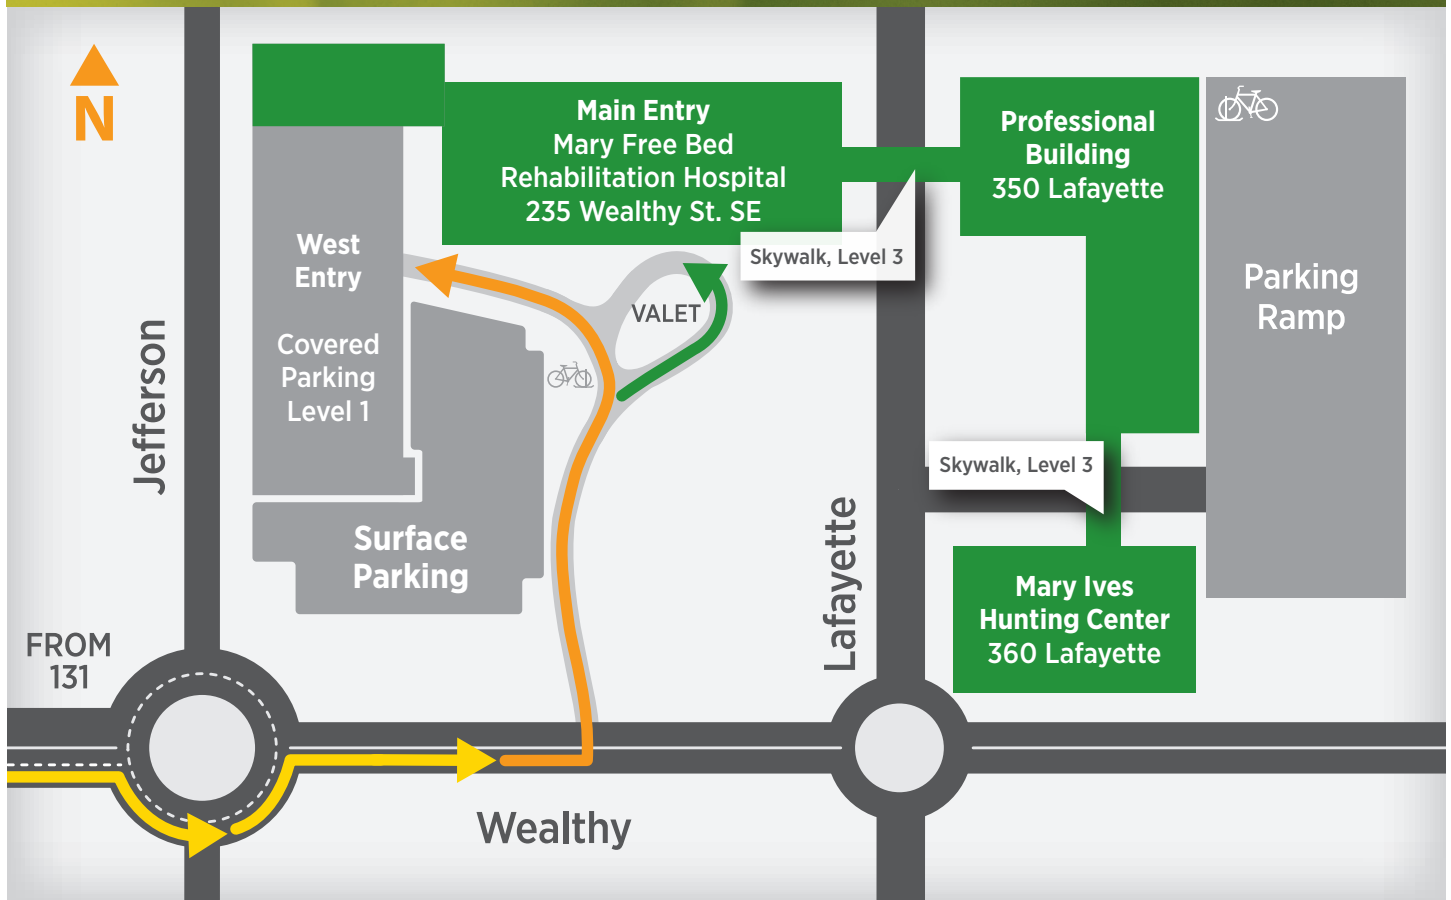 N
Main Entry
Mary Free Bed
Rehabilitation Hospital
235 Wealthy St. SE
Professional
Building
350 Lafayette
Skywalk, Level 3
West
Entry
Covered
Parking
Level 1
VALET
Parking
Ramp
Jefferson
Skywalk, Level 3
Lafayette
Surface
Parking
Mary Ives
Hunting Center
360 Lafayette
FROM
131
Wealthy